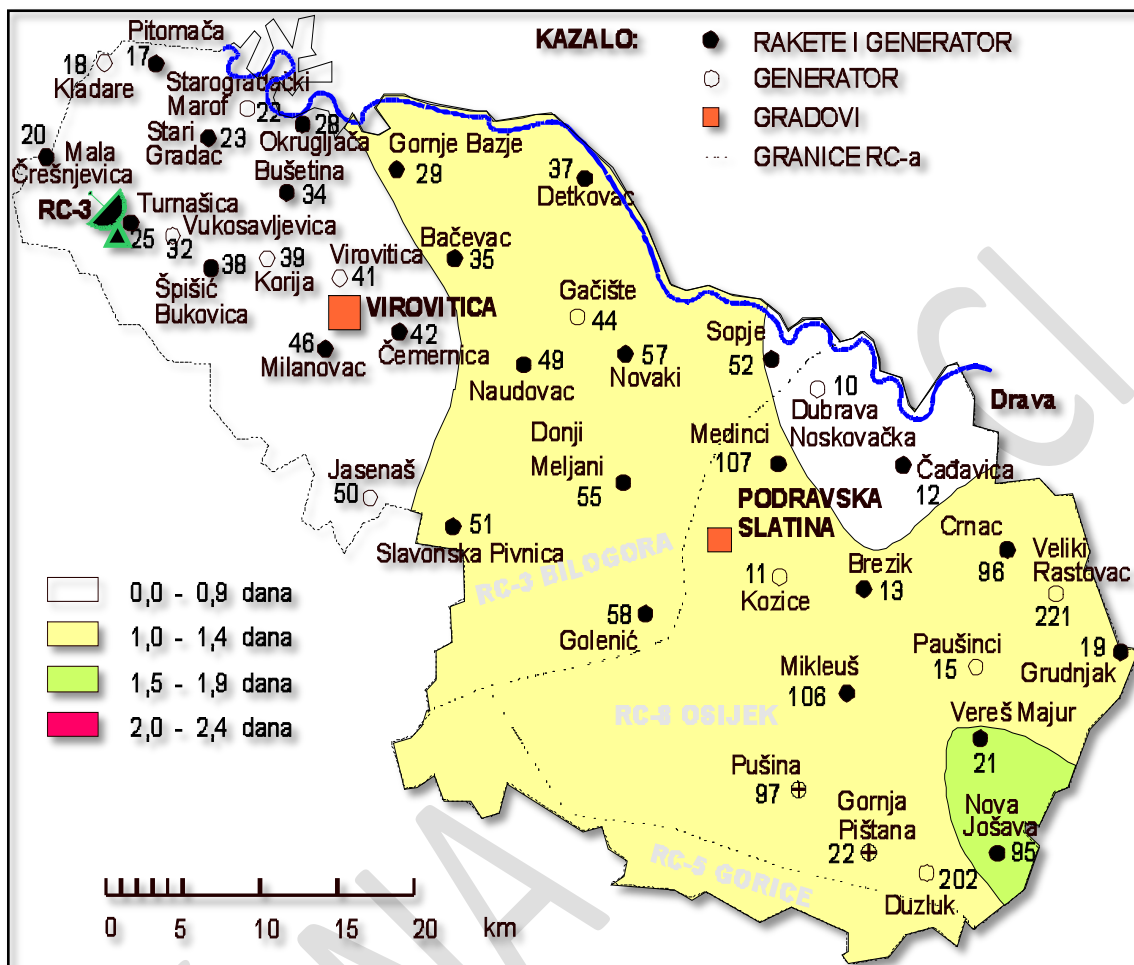 Pitomača
17
18
Kladare
Starogradački
Marof
22
20
Mala
Črešnjevica
Stari
Gradac
23
28
Okrugljača
Bušetina
34
RC-3
Turnašica
25
Vukosavljevica
32
38
Špišić
Bukovica
39
Korija
Virovitica
41
VIROVITICA
46
Milanovac
42
Čemernica
Jasenaš
50
KAZALO:
RAKETE I GENERATOR
GENERATOR
GRADOVI
GRANICE RC-a
Gornje Bazje
29
37
Detkovac
Bačevac
35
Gačište
44
49
Naudovac
57
Novaki
Sopje
52
10
Dubrava
Noskovačka
Drava
Donji
Meljani
55
Medinci
107
Čađavica
12
51
Slavonska Pivnica
PODRAVSKA
SLATINA
RC-3 BILOGORA
11
Kozice
Brezik
13
Crnac
96
Veliki
Rastovac
221
58
Golenić
Paušinci
15
19
Grudnjak
Mikleuš
106
RC-8 OSIJEK
Vereš Majur
21
Pušina
97
Gornja
Pištana
22
Nova
Jošava
95
RC-5 GORICE
202
Duzluk
0,0 - 0,9 dana
1,0 - 1,4 dana
1,5 - 1,9 dana
2,0 - 2,4 dana
0 5 10 15 20 km